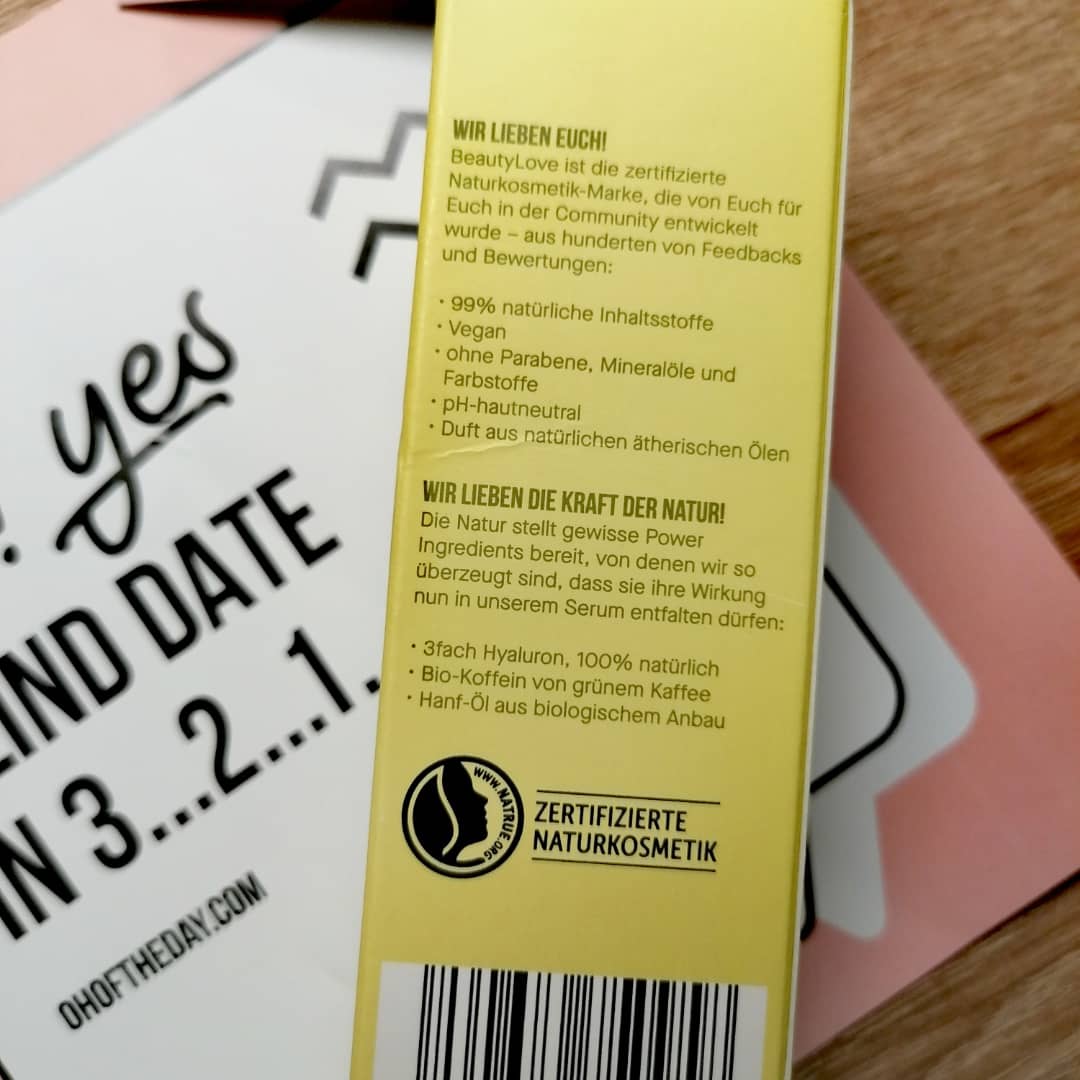 WIR LIEBEN EUCH!
BeautyLove ist die zertifizierte
Naturkosmetik-Marke, die von Euch für
Euch in der Community entwickelt
wurde – aus hunderten von Feedbacks
und Bewertungen:
· 99% natürliche Inhaltsstoffe
· Vegan
· ohne Parabene, Mineralöle und
Farbstoffe
· pH-hautneutral
· Duft aus natürlichen ätherischen Ölen
WIR LIEBEN DIE KRAFT DER NATUR!
Die Natur stellt gewisse Power
Ingredients bereit, von denen wir so
überzeugt sind, dass sie ihre Wirkung
nun in unserem Serum entfalten dürfen:
· 3fach Hyaluron, 100% natürlich
· Bio-Koffein von grünem Kaffee
· Hanf-Öl aus biologischem Anbau
WWW.NATRUE.ORG
ZERTIFIZIERTE
NATURKOSMETIK
yes
DATE
IN 3...2...1.
OHOFTHEDAY.COM